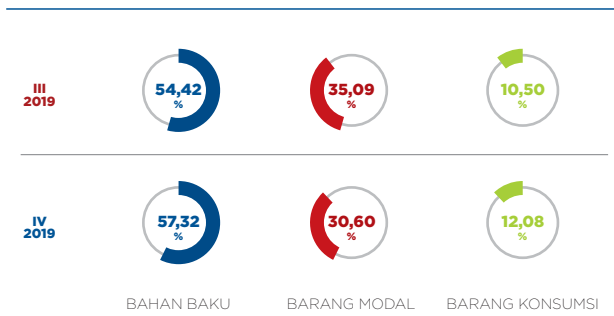 III
2019
54,42
%
35,09
%
10,50
%
IV
2019
57,32
%
30,60
%
12,08
%
BAHAN BAKU
BARANG MODAL
BARANG KONSUMSI